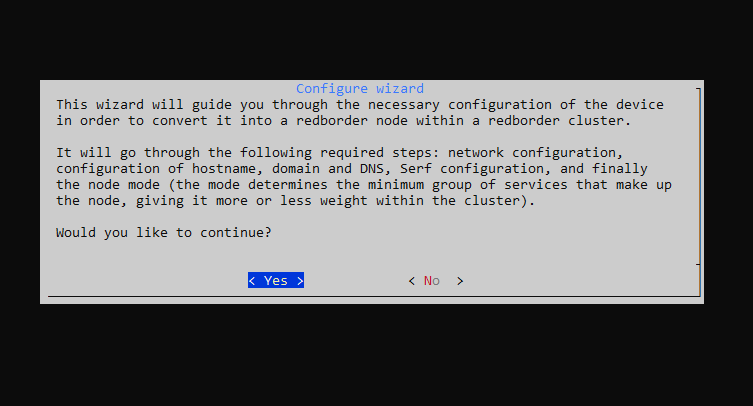 Configure wizard
This wizard will guide you through the necessary configuration of the device
in order to convert it into a redborder node within a redborder cluster.
It will go through the following required steps: network configuration,
configuration of hostname, domain and DNS, Serf configuration, and finally
the node mode (the mode determines the minimum group of services that make up
the node, giving it more or less weight within the cluster).
Would you like to continue?
< Yes > < No >